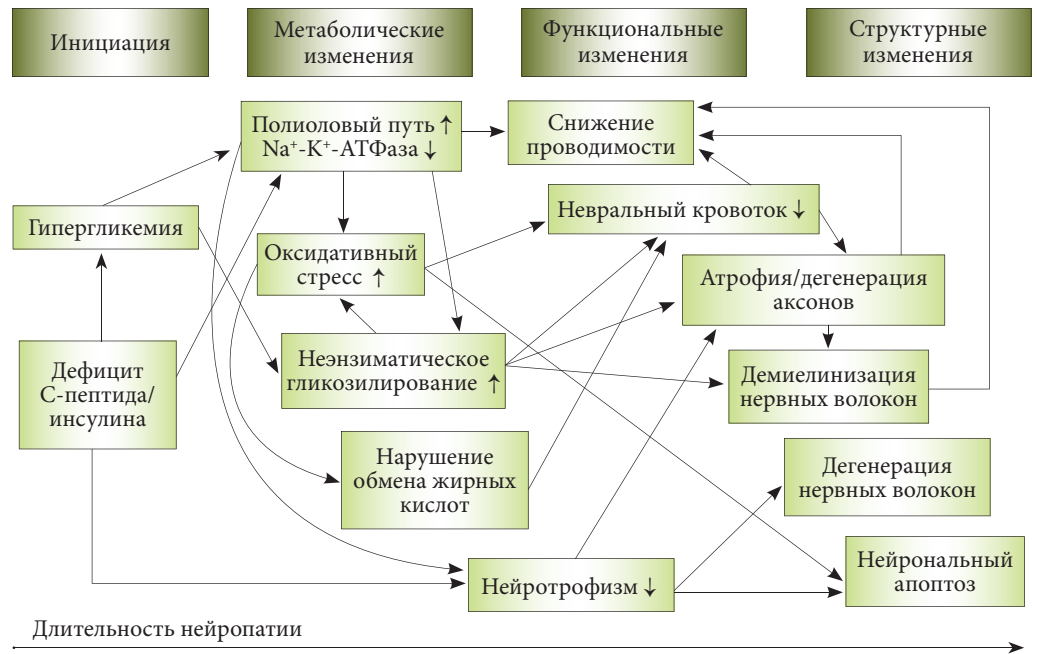 Инициация
Метаболические
изменения
Функциональные
изменения
Структурные
изменения
Полиоловый путь ↑
Na⁺-K⁺-АТФаза ↓
Снижение
проводимости
Невральный кровоток ↓
Гипергликемия
Оксидативный
стресс ↑
Атрофия/дегенерация
аксонов
Дефицит
С-пептида/
инсулина
Неэнзиматическое
гликозилирование ↑
Демиелинизация
нервных волокон
Нарушение
обмена жирных
кислот
Дегенерация
нервных волокон
Нейротрофизм ↓
Нейрональный
апоптоз
Длительность нейропатии